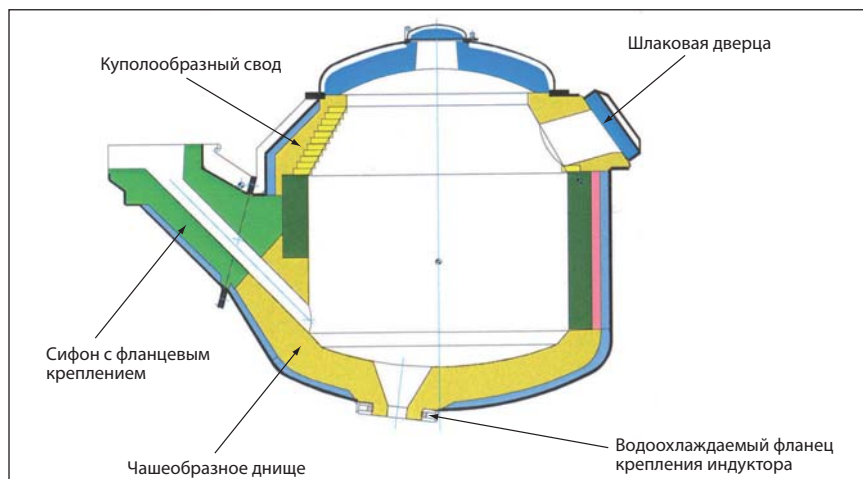 Куполообразный свод
Шлаковая дверца
Сифон с фланцевым
креплением
Чашеобразное днище
Водоохлаждаемый фланец
крепления индуктора